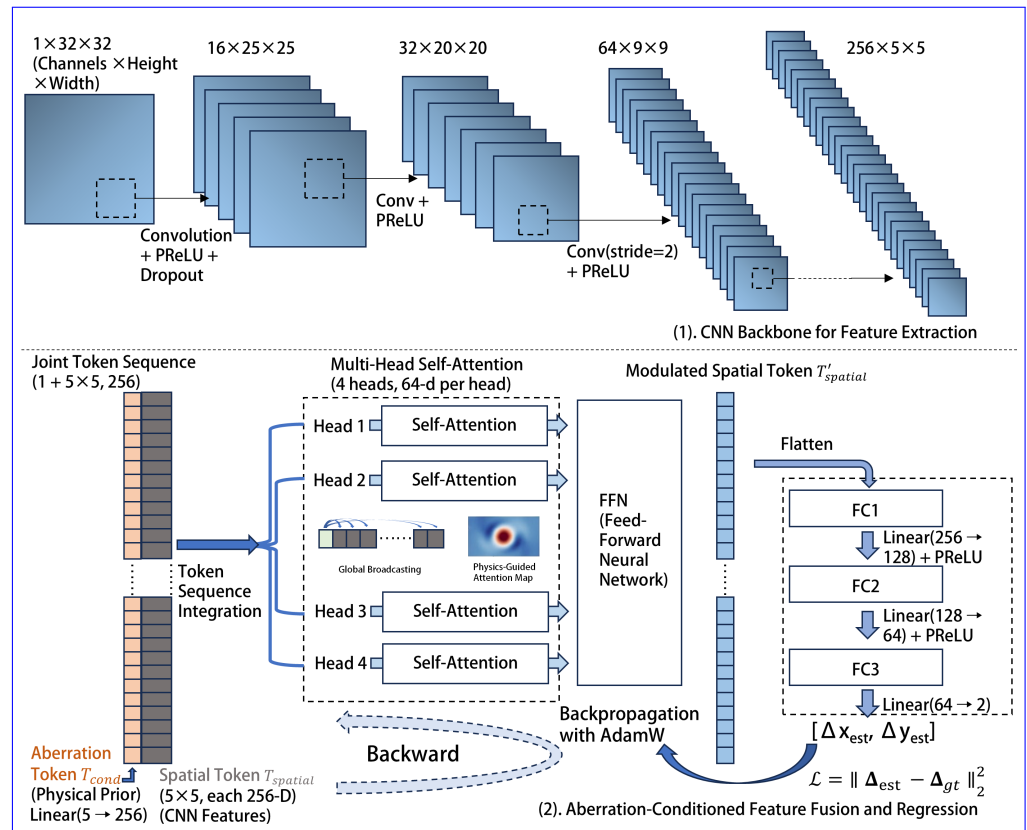 1×32×32
(Channels ×Height
×Width)
16×25×25
32×20×20
64×9×9
256×5×5
Convolution
+ PReLU +
Dropout
Conv +
PReLU
Conv(stride=2)
+ PReLU
(1). CNN Backbone for Feature Extraction
Joint Token Sequence
(1 + 5×5, 256)
Multi-Head Self-Attention
(4 heads, 64-d per head)
Modulated Spatial Token T′spatial
Head 1
Self-Attention
Head 2
Self-Attention
Global Broadcasting
Physics-Guided
Attention Map
Head 3
Self-Attention
Head 4
Self-Attention
Token
Sequence
Integration
FFN
(Feed-
Forward
Neural
Network)
Flatten
FC1
Linear(256 →
128) + PReLU
FC2
Linear(128 →
64) + PReLU
FC3
Linear(64 → 2)
[Δxest, Δyest]
Backpropagation
with AdamW
Backward
Aberration
Token Tcond
(Physical Prior)
Linear(5 → 256)
Spatial Token Tspatial
(5×5, each 256-D)
(CNN Features)
ℒ = ‖ Δest − Δgt ‖²₂
(2). Aberration-Conditioned Feature Fusion and Regression